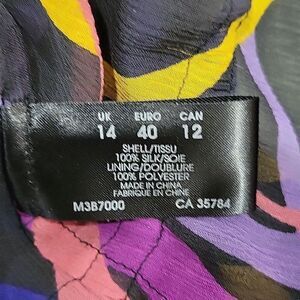 UK EURO CAN
14 40 12
SHELL/TISSU
100% SILK/SOIE
LINING/DOUBLURE
100% POLYESTER
MADE IN CHINA
FABRIQUE EN CHINE
M3B7000 CA 35784